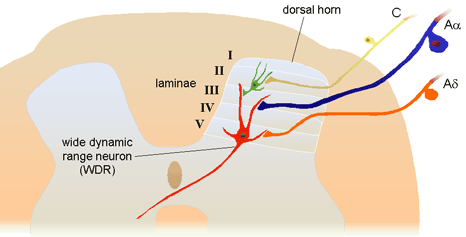 dorsal horn
C
Aα
I
II
laminae
III
IV
V
Aδ
wide dynamic
range neuron
(WDR)